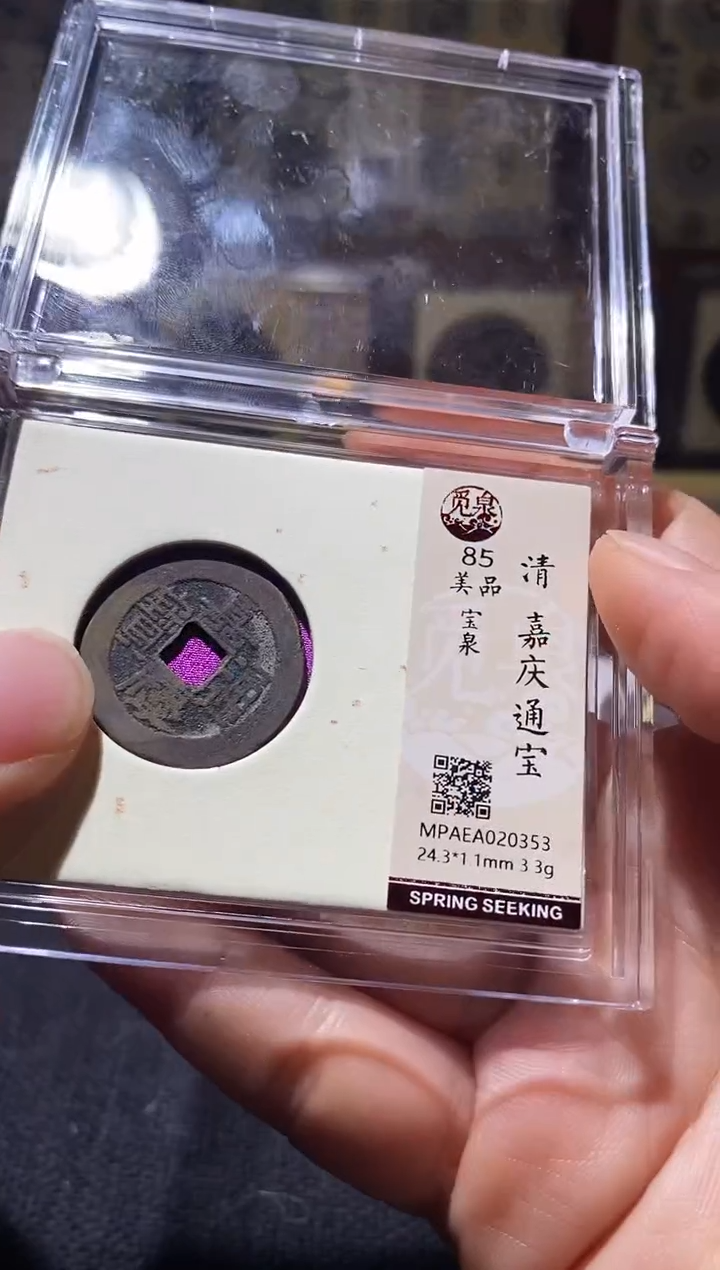 觅泉
85
美品
宝泉
清 嘉庆通宝
MPAEA020353
24.3*1.1mm 3.3g
SPRING SEEKING